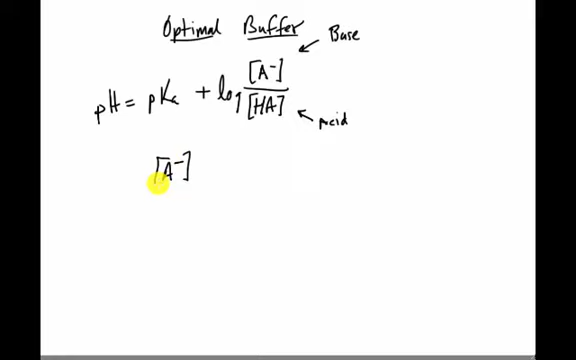 Optimal Buffer
Base
pH = pKa + log [A⁻] / [HA]
acid
[A⁻]